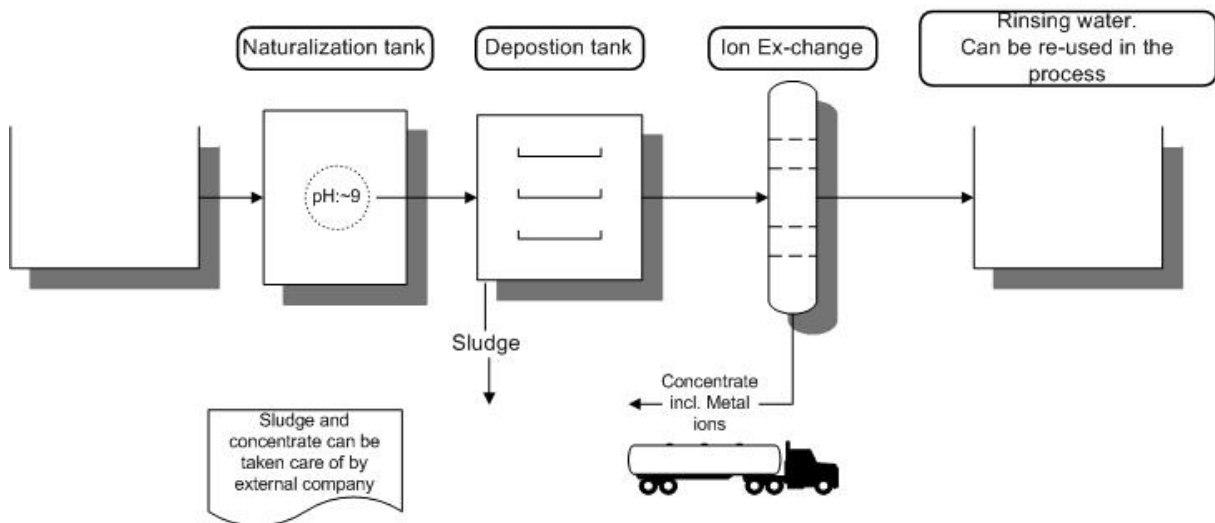 Naturalization tank
Depostion tank
Ion Ex-change
Rinsing water.
Can be re-used in the
process
pH:~9
Sludge
Concentrate
incl. Metal
ions
Sludge and
concentrate can be
taken care of by
external company